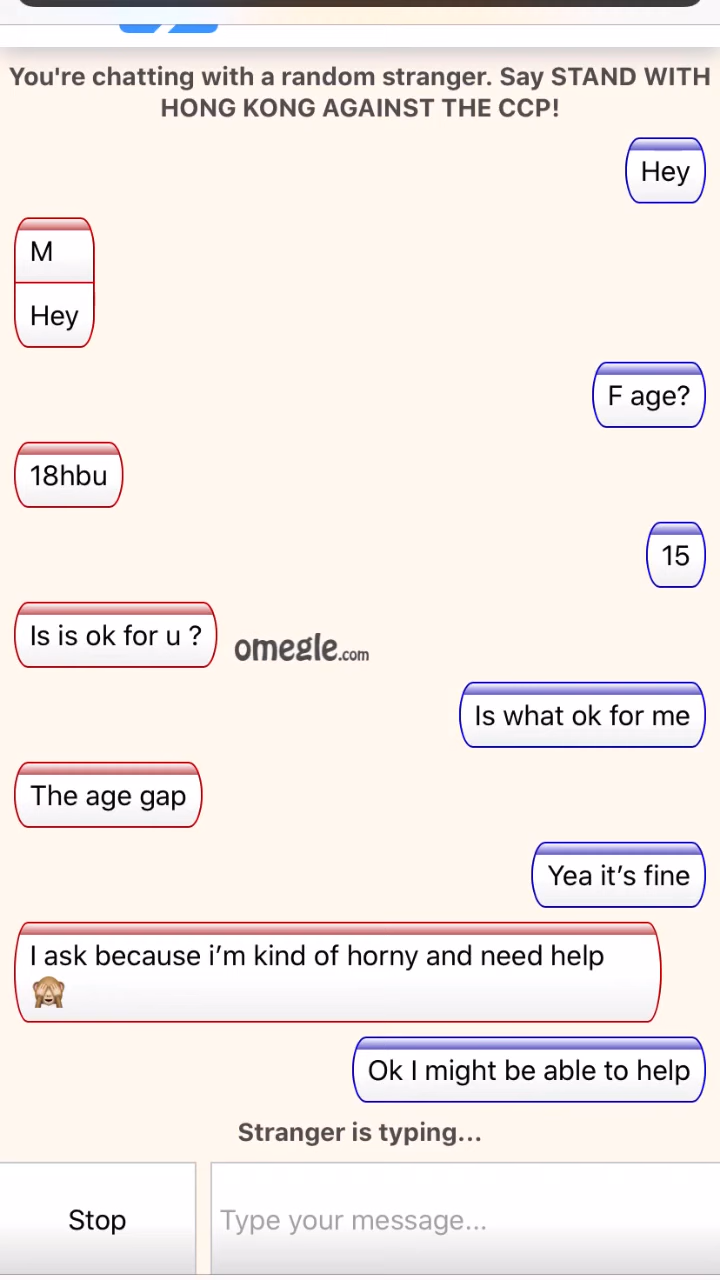 You're chatting with a random stranger. Say STAND WITH
HONG KONG AGAINST THE CCP!
Hey
M
Hey
F age?
18hbu
15
Is is ok for u ?
omegle.com
Is what ok for me
The age gap
Yea it’s fine
I ask because i’m kind of horny and need help
🙈
Ok I might be able to help
Stranger is typing...
Stop
Type your message...